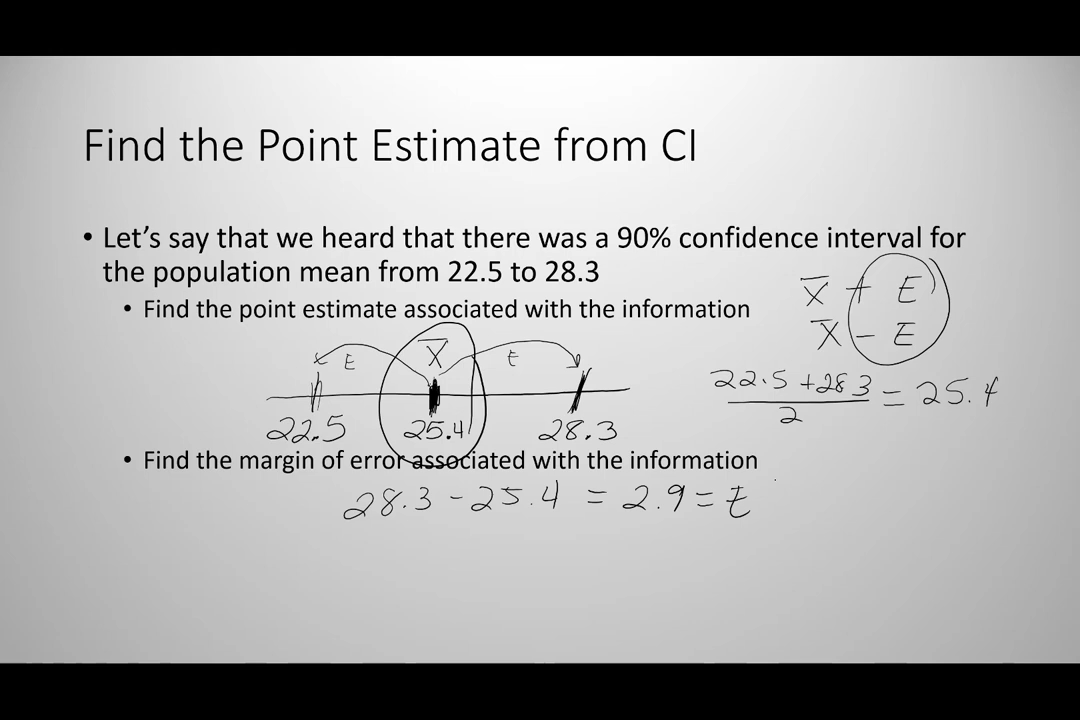 Find the Point Estimate from CI
• Let’s say that we heard that there was a 90% confidence interval for
the population mean from 22.5 to 28.3
• Find the point estimate associated with the information
X̅ + E
X̅ − E
E X̅ E
22.5 25.4 28.3
22.5 + 28.3 / 2 = 25.4
• Find the margin of error associated with the information
28.3 − 25.4 = 2.9 = E